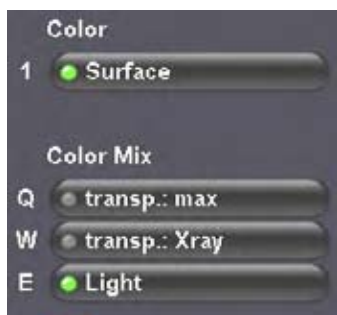 Color
1 Surface
Color Mix
Q transp.: max
W transp.: Xray
E Light